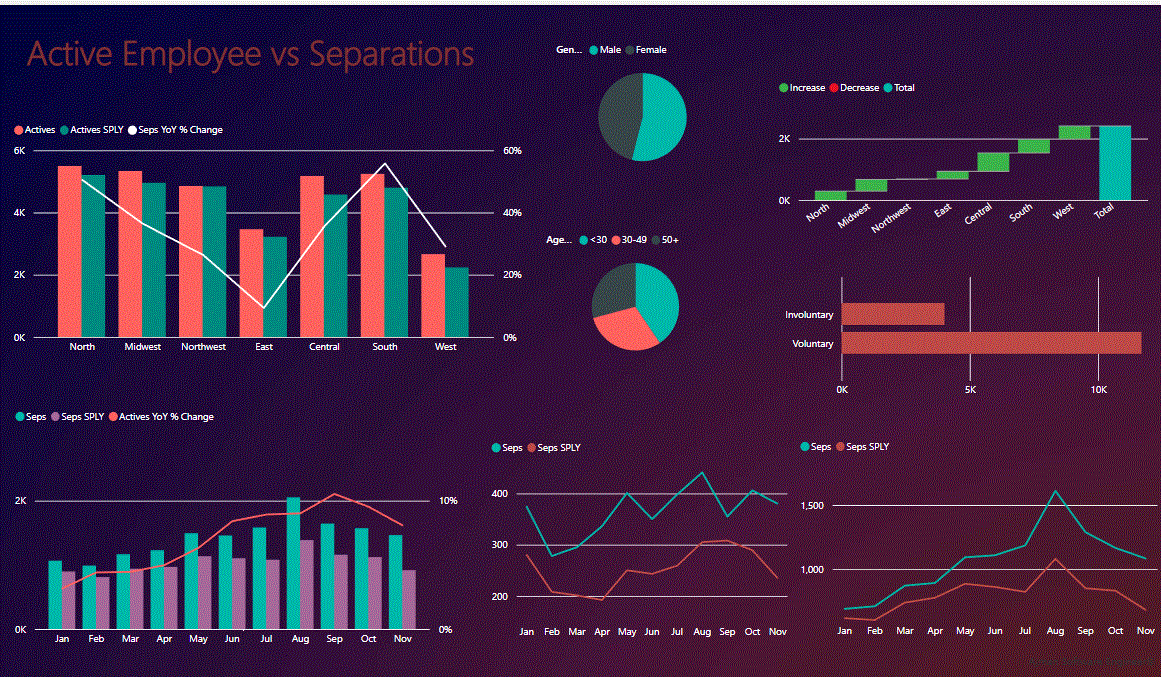 Active Employee vs Separations
Actives Actives SPLY Seps YoY % Change
6K 60%
4K 40%
2K 20%
0K 0%
North Midwest Northwest East Central South West
Gen... Male Female
Age... <30 30-49 50+
Increase Decrease Total
2K
0K
North Midwest Northwest East Central South West Total
Involuntary
Voluntary
0K 5K 10K
Seps Seps SPLY Actives YoY % Change
2K 10%
0K 0%
Jan Feb Mar Apr May Jun Jul Aug Sep Oct Nov
Seps Seps SPLY
400
300
200
Jan Feb Mar Apr May Jun Jul Aug Sep Oct Nov
Seps Seps SPLY
1,500
1,000
Jan Feb Mar Apr May Jun Jul Aug Sep Oct Nov